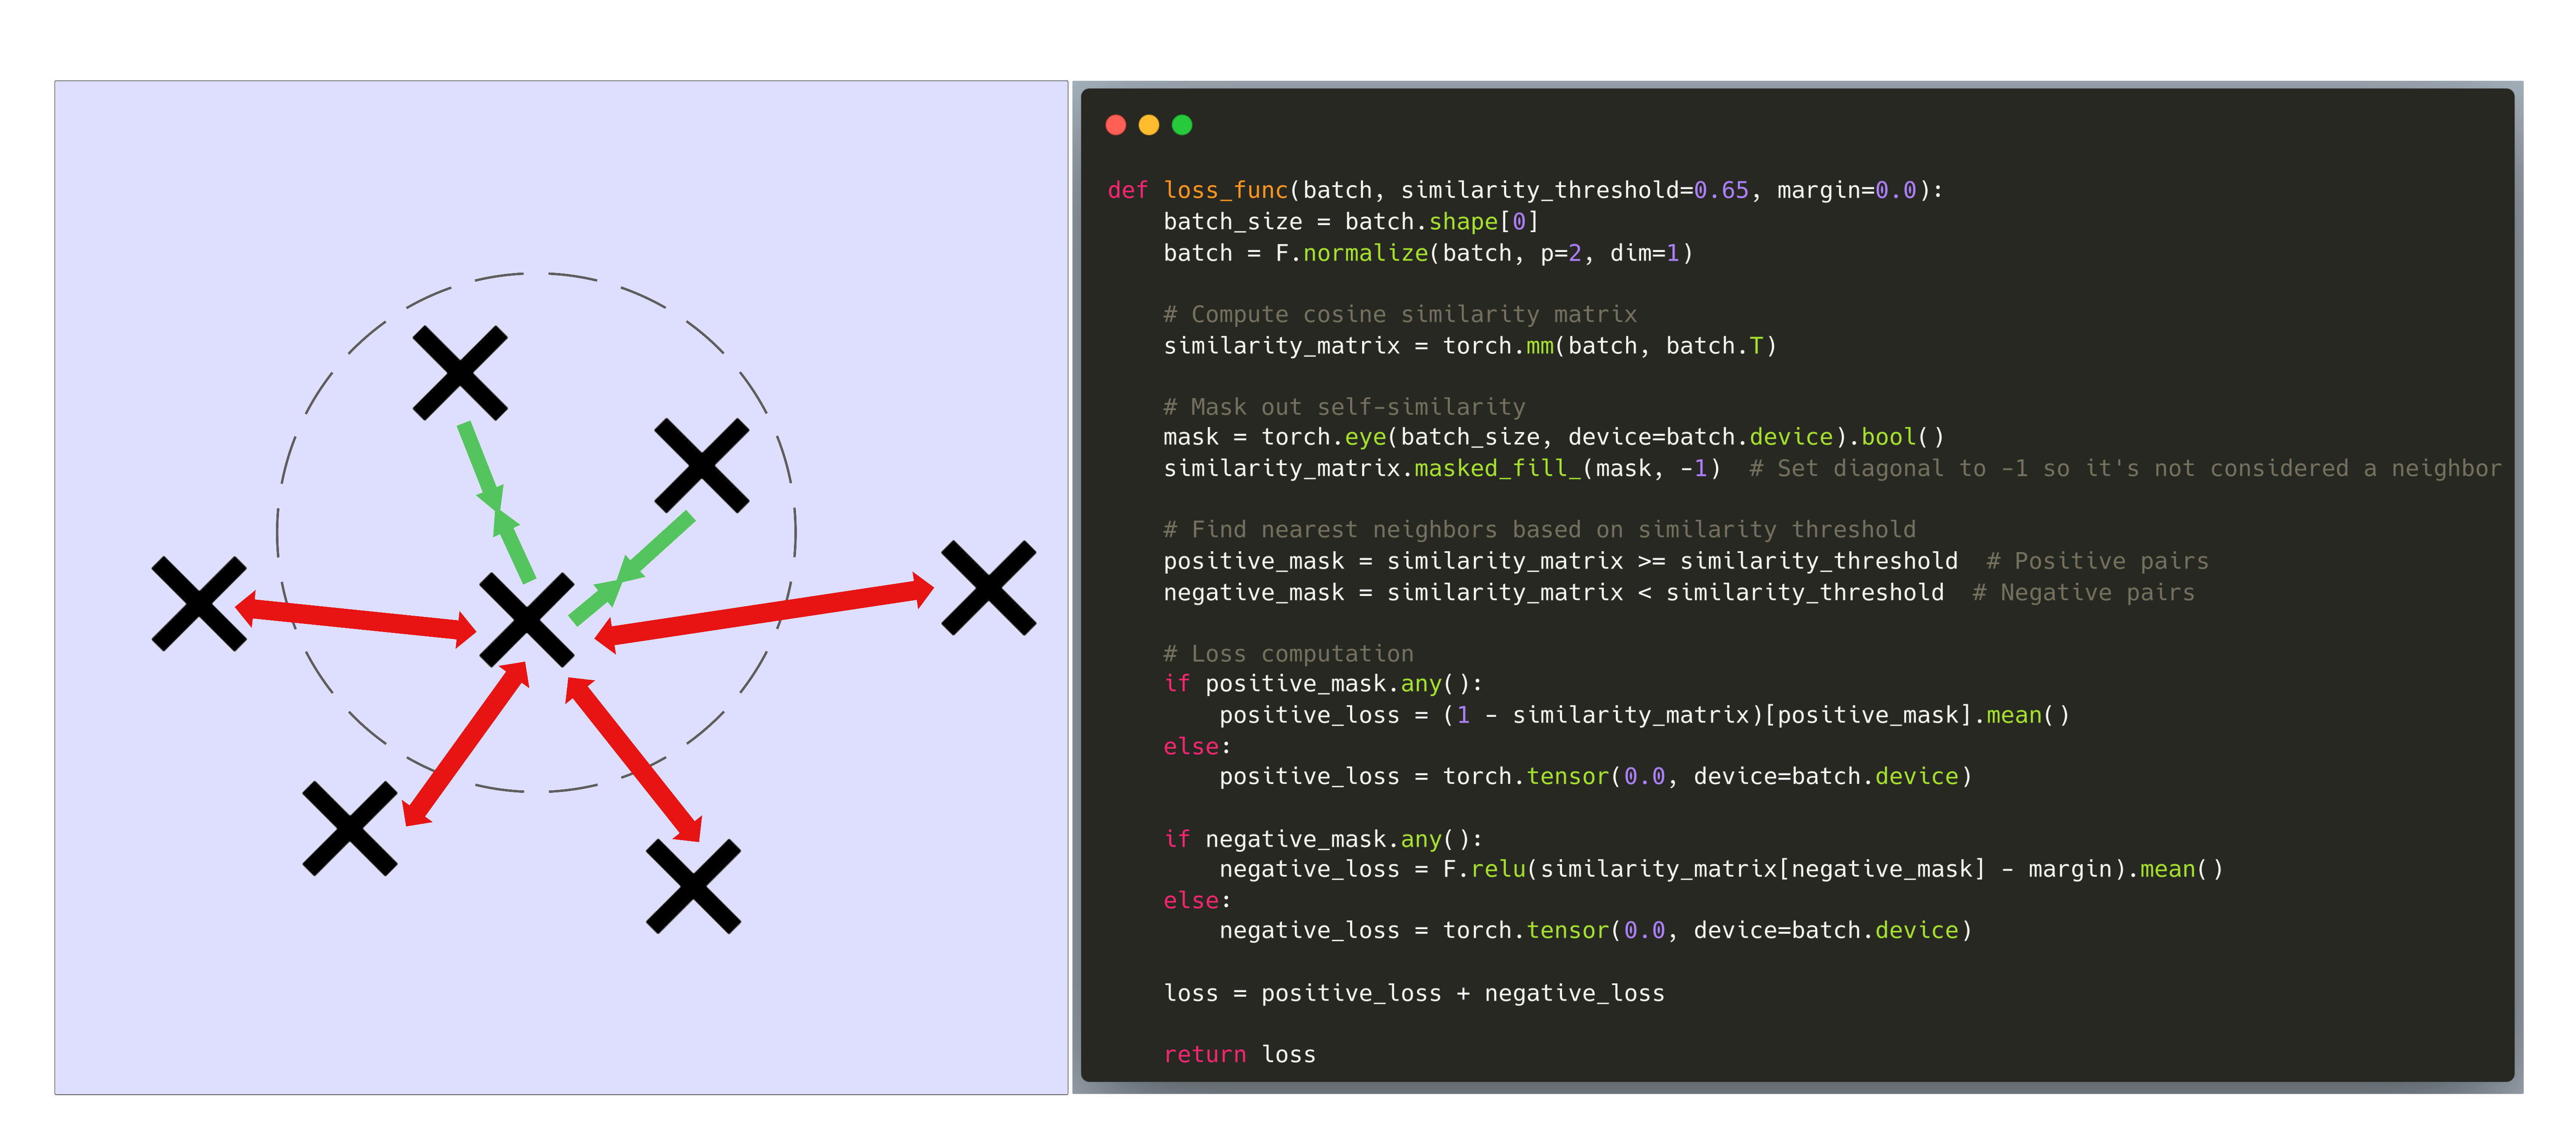 def loss_func(batch, similarity_threshold=0.65, margin=0.0):
    batch_size = batch.shape[0]
    batch = F.normalize(batch, p=2, dim=1)

    # Compute cosine similarity matrix
    similarity_matrix = torch.mm(batch, batch.T)

    # Mask out self-similarity
    mask = torch.eye(batch_size, device=batch.device).bool()
    similarity_matrix.masked_fill_(mask, -1)  # Set diagonal to -1 so it's not considered a neighbor

    # Find nearest neighbors based on similarity threshold
    positive_mask = similarity_matrix >= similarity_threshold  # Positive pairs
    negative_mask = similarity_matrix < similarity_threshold  # Negative pairs

    # Loss computation
    if positive_mask.any():
        positive_loss = (1 - similarity_matrix)[positive_mask].mean()
    else:
        positive_loss = torch.tensor(0.0, device=batch.device)

    if negative_mask.any():
        negative_loss = F.relu(similarity_matrix[negative_mask] - margin).mean()
    else:
        negative_loss = torch.tensor(0.0, device=batch.device)

    loss = positive_loss + negative_loss

    return loss